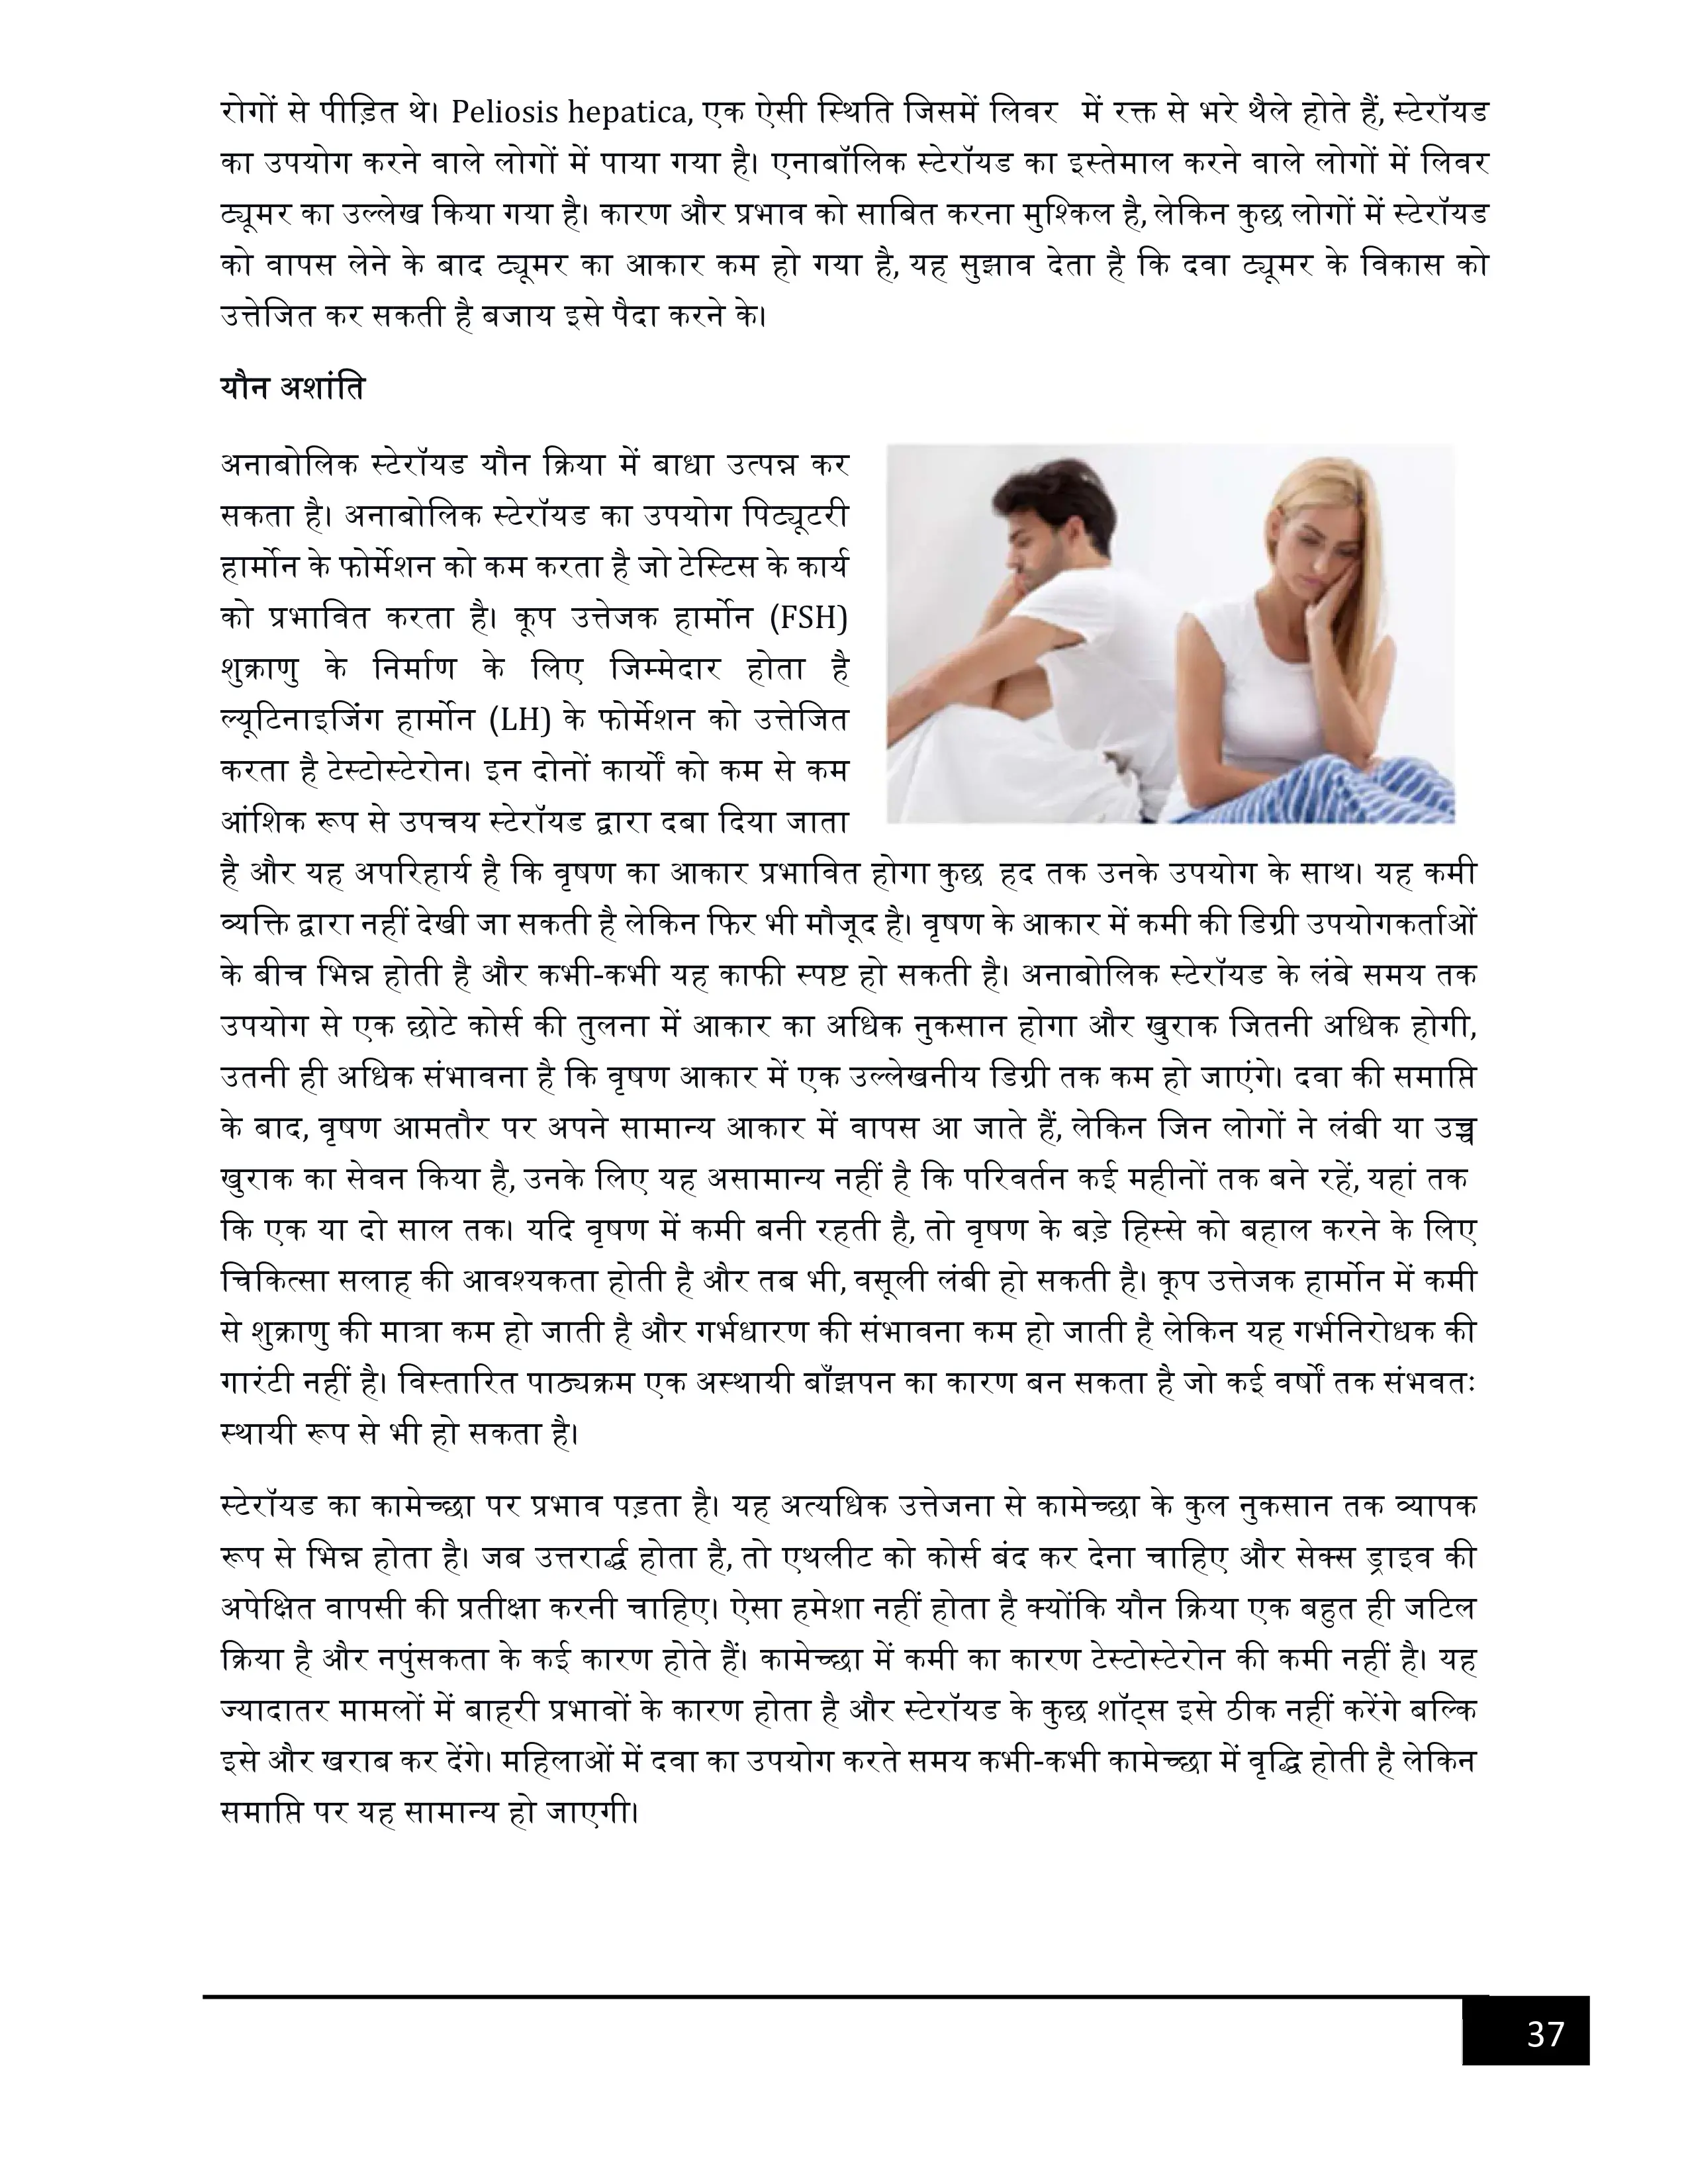 रोगों से पीड़ित थे। Peliosis hepatica, एक ऐसी स्थिति जिसमें लिवर में रक्त से भरे थैले होते हैं, स्टेरॉयड
का उपयोग करने वाले लोगों में पाया गया है। एनाबॉलिक स्टेरॉयड का इस्तेमाल करने वाले लोगों में लिवर
ट्यूमर का उल्लेख किया गया है। कारण और प्रभाव को साबित करना मुश्किल है, लेकिन कुछ लोगों में स्टेरॉयड
को वापस लेने के बाद ट्यूमर का आकार कम हो गया है, यह सुझाव देता है कि दवा ट्यूमर के विकास को
उत्तेजित कर सकती है बजाय इसे पैदा करने के।
यौन अशांति
अनाबोलिक स्टेरॉयड यौन क्रिया में बाधा उत्पन्न कर
सकता है। अनाबोलिक स्टेरॉयड का उपयोग पिट्यूटरी
हार्मोन के फोर्मेशन को कम करता है जो टेस्टिस के कार्य
को प्रभावित करता है। कूप उत्तेजक हार्मोन (FSH)
शुक्राणु के निर्माण के लिए जिम्मेदार होता है
ल्यूटिनाइजिंग हार्मोन (LH) के फोर्मेशन को उत्तेजित
करता है टेस्टोस्टेरोन। इन दोनों कार्यों को कम से कम
आंशिक रूप से उपचय स्टेरॉयड द्वारा दबा दिया जाता
है और यह अपरिहार्य है कि वृषण का आकार प्रभावित होगा कुछ हद तक उनके उपयोग के साथ। यह कमी
व्यक्ति द्वारा नहीं देखी जा सकती है लेकिन फिर भी मौजूद है। वृषण के आकार में कमी की डिग्री उपयोगकर्ताओं
के बीच भिन्न होती है और कभी-कभी यह काफी स्पष्ट हो सकती है। अनाबोलिक स्टेरॉयड के लंबे समय तक
उपयोग से एक छोटे कोर्स की तुलना में आकार का अधिक नुकसान होगा और खुराक जितनी अधिक होगी,
उतनी ही अधिक संभावना है कि वृषण आकार में एक उल्लेखनीय डिग्री तक कम हो जाएंगे। दवा की समाप्ति
के बाद, वृषण आमतौर पर अपने सामान्य आकार में वापस आ जाते हैं, लेकिन जिन लोगों ने लंबी या उच्च
खुराक का सेवन किया है, उनके लिए यह असामान्य नहीं है कि परिवर्तन कई महीनों तक बने रहें, यहां तक
कि एक या दो साल तक। यदि वृषण में कमी बनी रहती है, तो वृषण के बड़े हिस्से को बहाल करने के लिए
चिकित्सा सलाह की आवश्यकता होती है और तब भी, वसूली लंबी हो सकती है। कूप उत्तेजक हार्मोन में कमी
से शुक्राणु की मात्रा कम हो जाती है और गर्भधारण की संभावना कम हो जाती है लेकिन यह गर्भनिरोधक की
गारंटी नहीं है। विस्तारित पाठ्यक्रम एक अस्थायी बाँझपन का कारण बन सकता है जो कई वर्षों तक संभवतः
स्थायी रूप से भी हो सकता है।
स्टेरॉयड का कामेच्छा पर प्रभाव पड़ता है। यह अत्यधिक उत्तेजना से कामेच्छा के कुल नुकसान तक व्यापक
रूप से भिन्न होता है। जब उत्तरार्द्ध होता है, तो एथलीट को कोर्स बंद कर देना चाहिए और सेक्स ड्राइव की
अपेक्षित वापसी की प्रतीक्षा करनी चाहिए। ऐसा हमेशा नहीं होता है क्योंकि यौन क्रिया एक बहुत ही जटिल
क्रिया है और नपुंसकता के कई कारण होते हैं। कामेच्छा में कमी का कारण टेस्टोस्टेरोन की कमी नहीं है। यह
ज्यादातर मामलों में बाहरी प्रभावों के कारण होता है और स्टेरॉयड के कुछ शॉट्स इसे ठीक नहीं करेंगे बल्कि
इसे और खराब कर देंगे। महिलाओं में दवा का उपयोग करते समय कभी-कभी कामेच्छा में वृद्धि होती है लेकिन
समाप्ति पर यह सामान्य हो जाएगी।
37